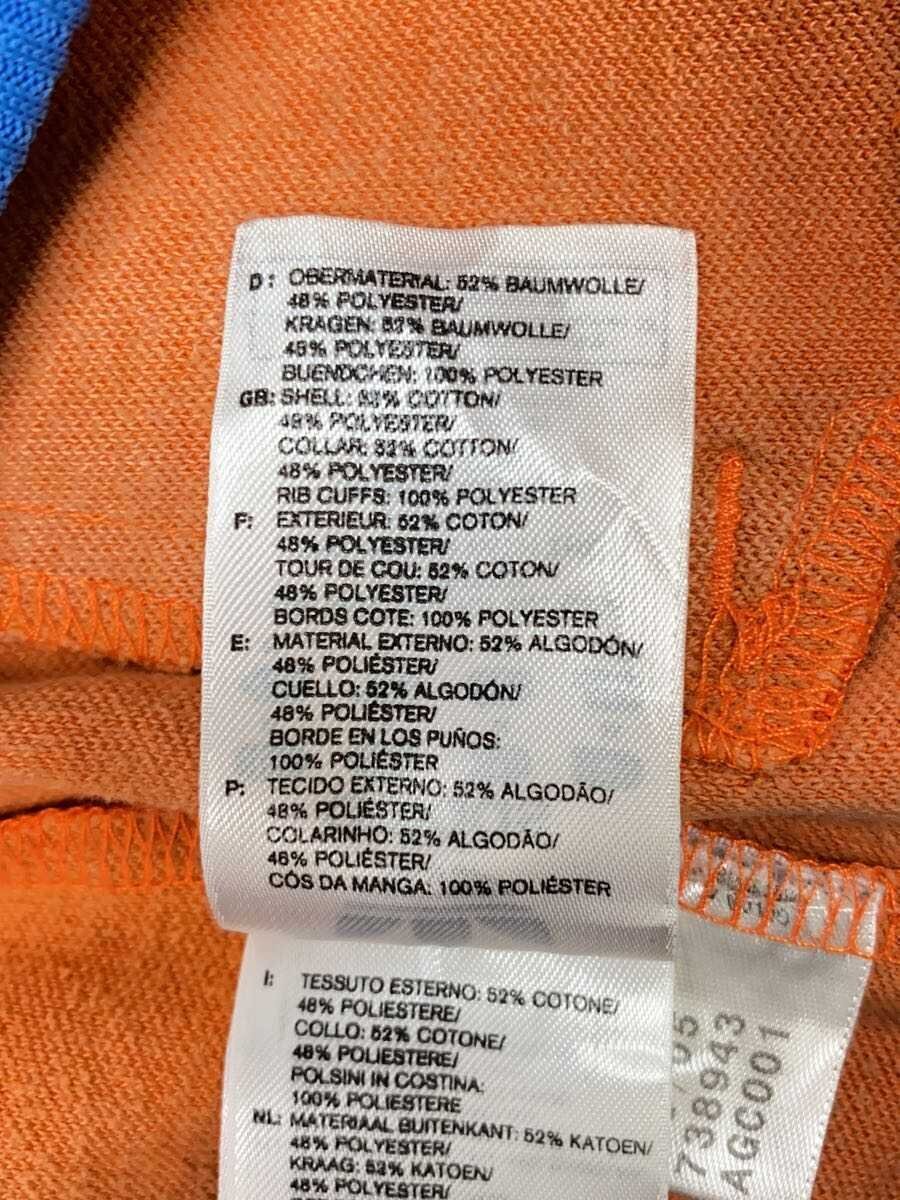 D: OBERMATERIAL: 52% BAUMWOLLE/
48% POLYESTER/
KRAGEN: 52% BAUMWOLLE/
48% POLYESTER/
BUENDCHEN: 100% POLYESTER
GB: SHELL: 52% COTTON/
48% POLYESTER/
COLLAR: 52% COTTON/
48% POLYESTER/
RIB CUFFS: 100% POLYESTER
F: EXTERIEUR: 52% COTON/
48% POLYESTER/
TOUR DE COU: 52% COTON/
48% POLYESTER/
BORDS COTE: 100% POLYESTER
E: MATERIAL EXTERNO: 52% ALGODÓN/
48% POLIÉSTER/
CUELLO: 52% ALGODÓN/
48% POLIÉSTER/
BORDE EN LOS PUÑOS:
100% POLIÉSTER
P: TECIDO EXTERNO: 52% ALGODÃO/
48% POLIÉSTER/
COLARINHO: 52% ALGODÃO/
48% POLIÉSTER/
CÓS DA MANGA: 100% POLIÉSTER
I: TESSUTO ESTERNO: 52% COTONE/
48% POLIESTERE/
COLLO: 52% COTONE/
48% POLIESTERE/
POLSINI IN COSTINA:
100% POLIESTERE
NL: MATERIAAL BUITENKANT: 52% KATOEN/
48% POLYESTER/
KRAAG: 52% KATOEN/
48% POLYESTER/
738943
AGC001